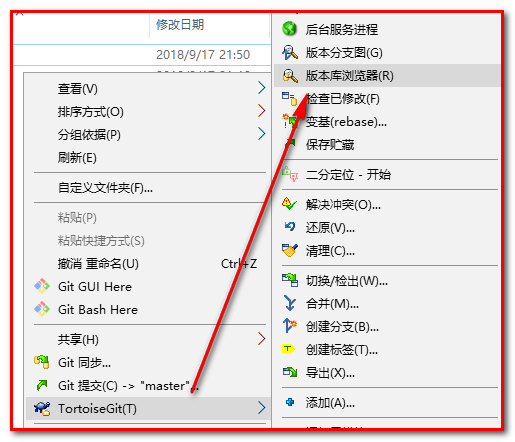 修改日期
2018/9/17 21:50
查看(V)
排序方式(O)
分组依据(P)
刷新(E)
自定义文件夹(F)...
粘贴(P)
粘贴快捷方式(S)
撤消 重命名(U) Ctrl+Z
Git GUI Here
Git Bash Here
共享(H)
Git 同步...
Git 提交(C) -> "master"...
TortoiseGit(T)
后台服务进程
版本分支图(G)
版本库浏览器(R)
检查已修改(F)
变基(rebase)...
保存贮藏
二分定位 - 开始
解决冲突(O)...
还原(V)...
清理(C)...
切换/检出(W)...
合并(M)...
创建分支(B)...
创建标签(T)...
导出(X)...
添加(A)...